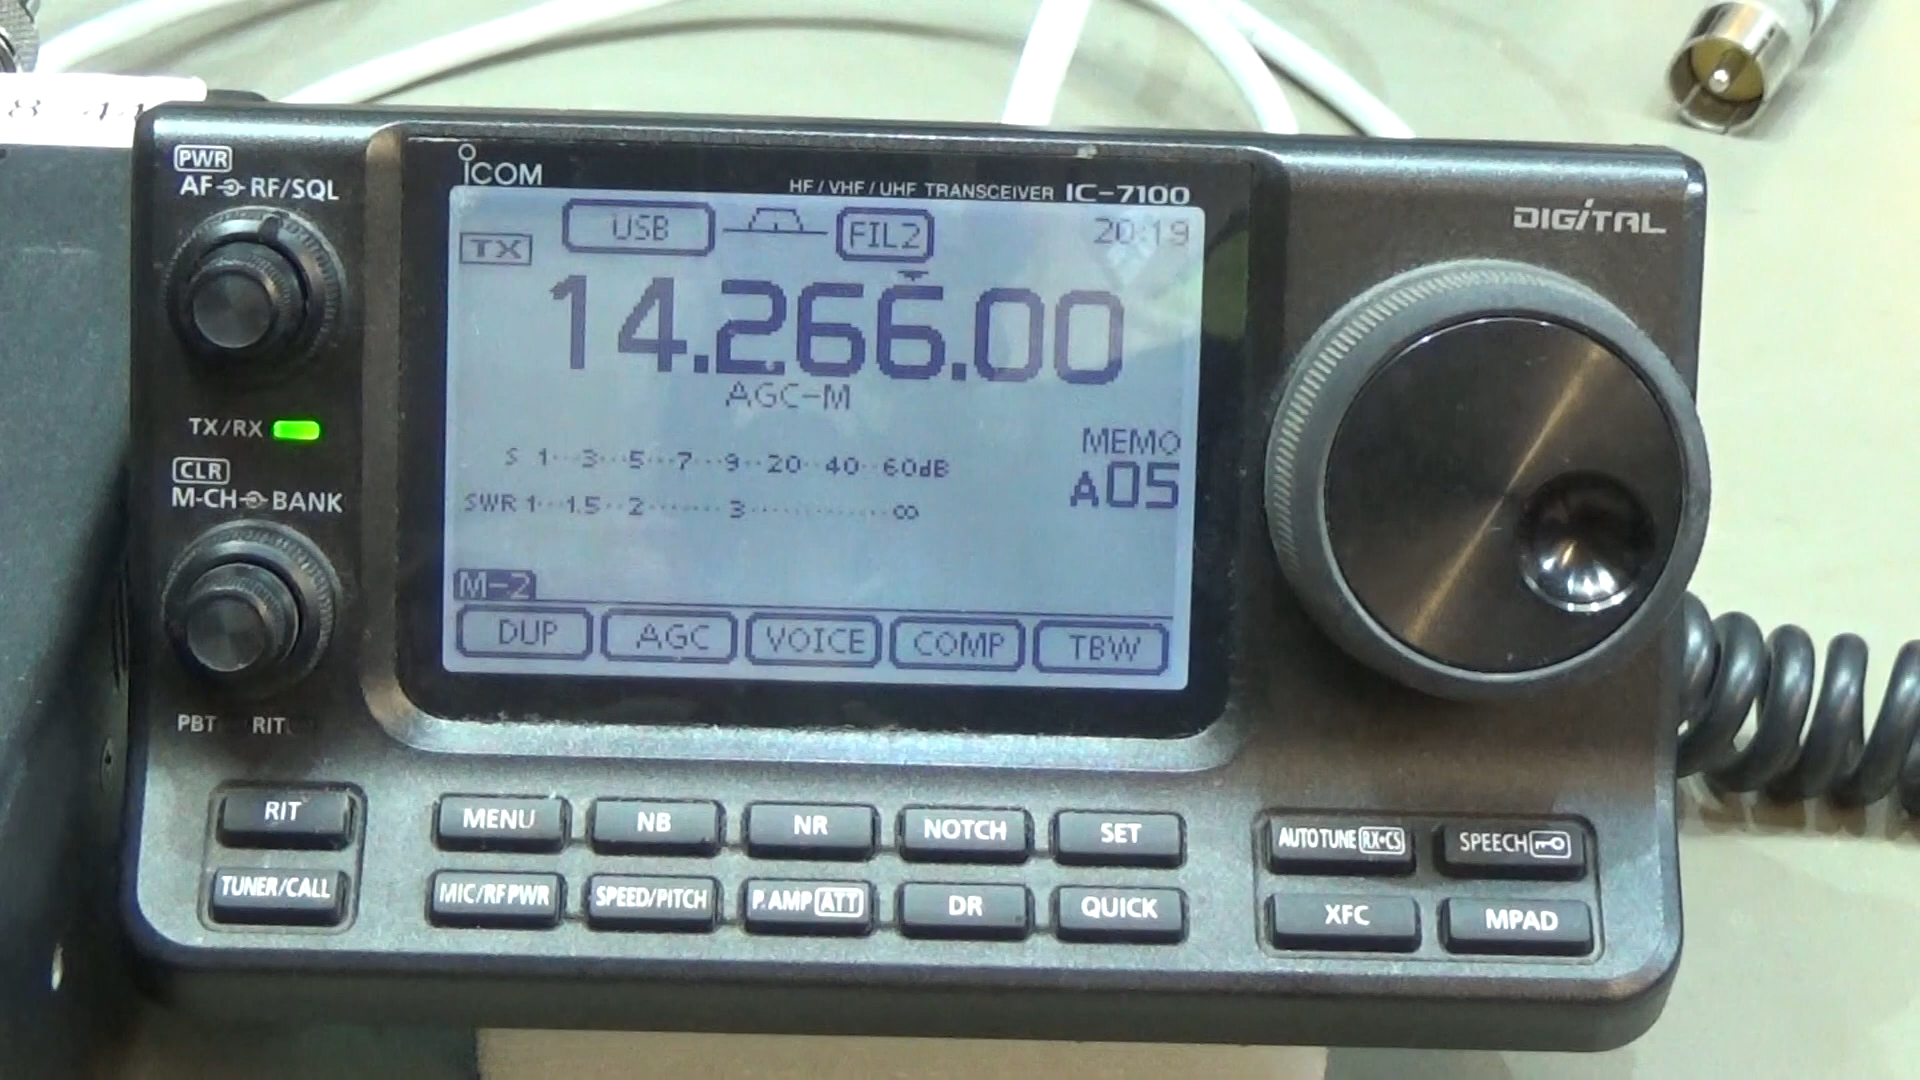 8
PWR
AF RF/SQL
ICOM
HF/VHF/UHF TRANSCEIVER IC-7100
DIGITAL
USB
FIL2
20:19
TX
14.266.00
AGC-M
TX/RX
CLR
M-CH BANK
S 1···3···5···7···9··20··40··60dB
MEMO
A05
SWR 1···1.5··2·······3············∞
M-2
DUP AGC VOICE COMP TBW
PBT RIT
RIT
TUNER/CALL
MENU NB NR NOTCH SET
MIC/RF PWR SPEED/PITCH P.AMP ATT DR QUICK
AUTO TUNE RX•CS SPEECH
XFC MPAD